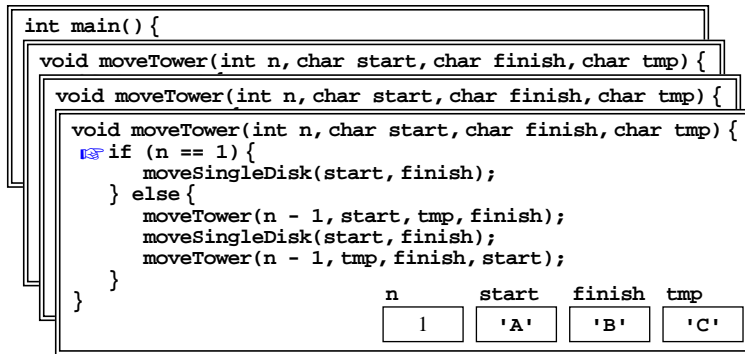 int main() {
void moveTower(int n, char start, char finish, char tmp) {
void moveTower(int n, char start, char finish, char tmp) {
void moveTower(int n, char start, char finish, char tmp) {
if (n == 1) {
moveSingleDisk(start, finish);
} else {
moveTower(n - 1, start, tmp, finish);
moveSingleDisk(start, finish);
moveTower(n - 1, tmp, finish, start);
}
}
n start finish tmp
1 'A' 'B' 'C'